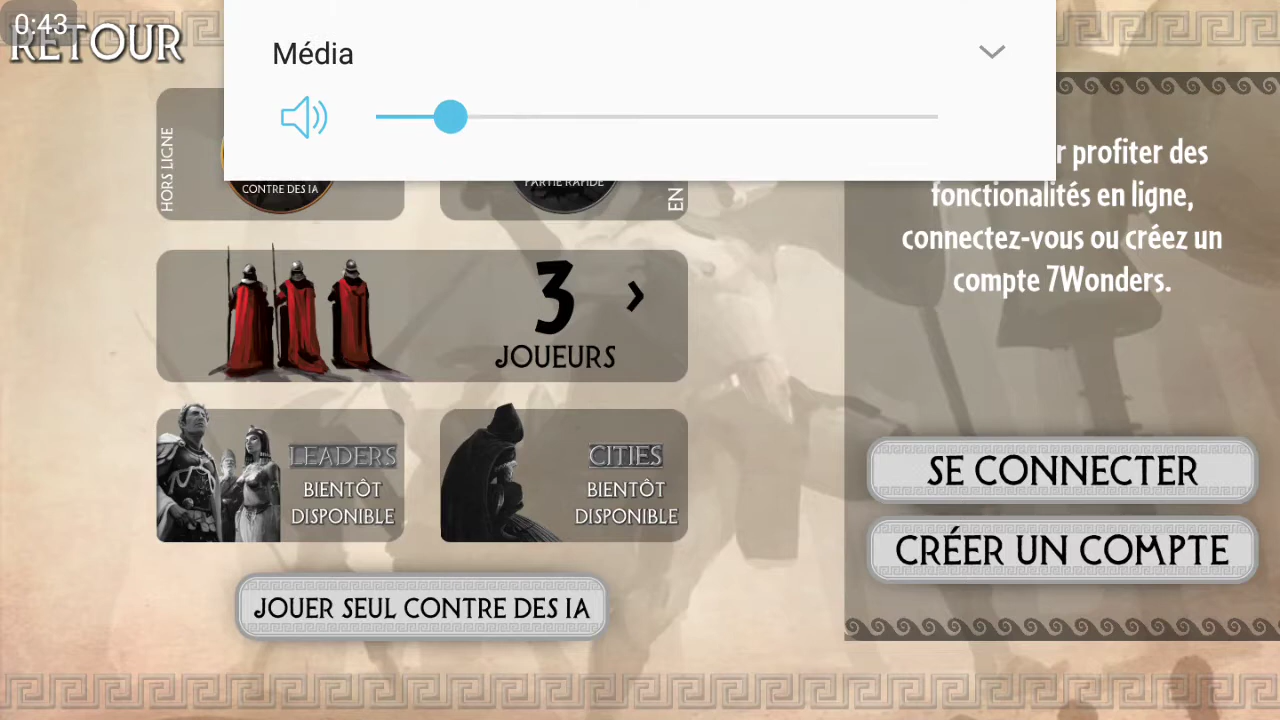 0:43
RETOUR
Média
HORS LIGNE
CONTRE DES IA
PARTIE RAPIDE
EN
3
JOUEURS
LEADERS
BIENTÔT
DISPONIBLE
CITIES
BIENTÔT
DISPONIBLE
JOUER SEUL CONTRE DES IA
r profiter des
fonctionalités en ligne,
connectez-vous ou créez un
compte 7Wonders.
SE CONNECTER
CRÉER UN COMPTE